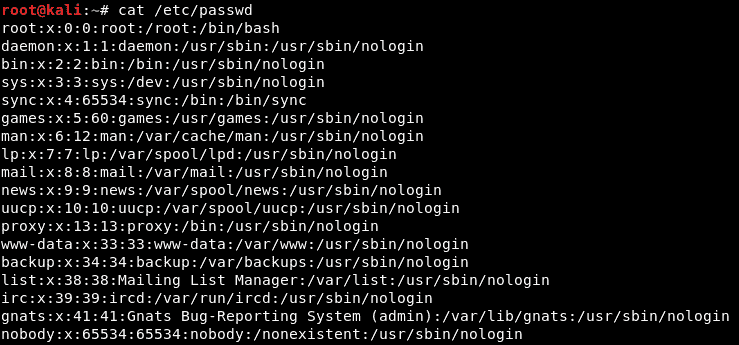 root@kali:~# cat /etc/passwd
root:x:0:0:root:/root:/bin/bash
daemon:x:1:1:daemon:/usr/sbin:/usr/sbin/nologin
bin:x:2:2:bin:/bin:/usr/sbin/nologin
sys:x:3:3:sys:/dev:/usr/sbin/nologin
sync:x:4:65534:sync:/bin:/bin/sync
games:x:5:60:games:/usr/games:/usr/sbin/nologin
man:x:6:12:man:/var/cache/man:/usr/sbin/nologin
lp:x:7:7:lp:/var/spool/lpd:/usr/sbin/nologin
mail:x:8:8:mail:/var/mail:/usr/sbin/nologin
news:x:9:9:news:/var/spool/news:/usr/sbin/nologin
uucp:x:10:10:uucp:/var/spool/uucp:/usr/sbin/nologin
proxy:x:13:13:proxy:/bin:/usr/sbin/nologin
www-data:x:33:33:www-data:/var/www:/usr/sbin/nologin
backup:x:34:34:backup:/var/backups:/usr/sbin/nologin
list:x:38:38:Mailing List Manager:/var/list:/usr/sbin/nologin
irc:x:39:39:ircd:/var/run/ircd:/usr/sbin/nologin
gnats:x:41:41:Gnats Bug-Reporting System (admin):/var/lib/gnats:/usr/sbin/nologin
nobody:x:65534:65534:nobody:/nonexistent:/usr/sbin/nologin